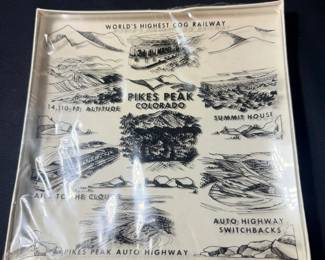 WORLD'S HIGHEST COG RAILWAY
PIKES PEAK
COLORADO
14,110 FT. ALTITUDE
SUMMIT HOUSE
TO THE CLOUDS
AUTO HIGHWAY
SWITCHBACKS
PIKES PEAK AUTO HIGHWAY